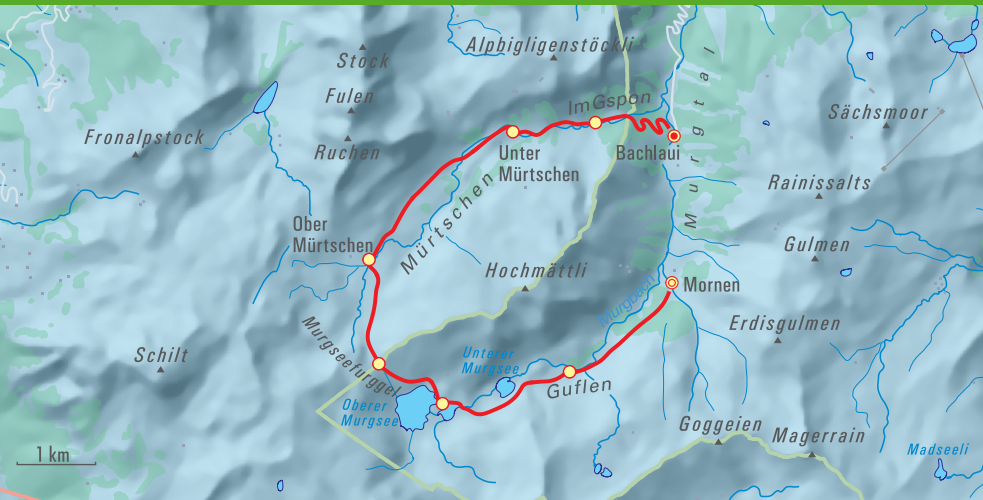 Alpbigligenstöckli
Stock
Fulen
Im Gspon
Murgtal
Sächsmoor
Fronalpstock
Ruchen
Unter
Mürtschen
Bachlaui
Rainissalts
Ober
Mürtschen
Mürtschen
Gulmen
Hochmättli
Mornen
Murgbach
Erdisgulmen
Murgseefurggel
Schilt
Unterer
Murgsee
Guflen
Oberer
Murgsee
Goggeien
Magerrain
Madseeli
1 km